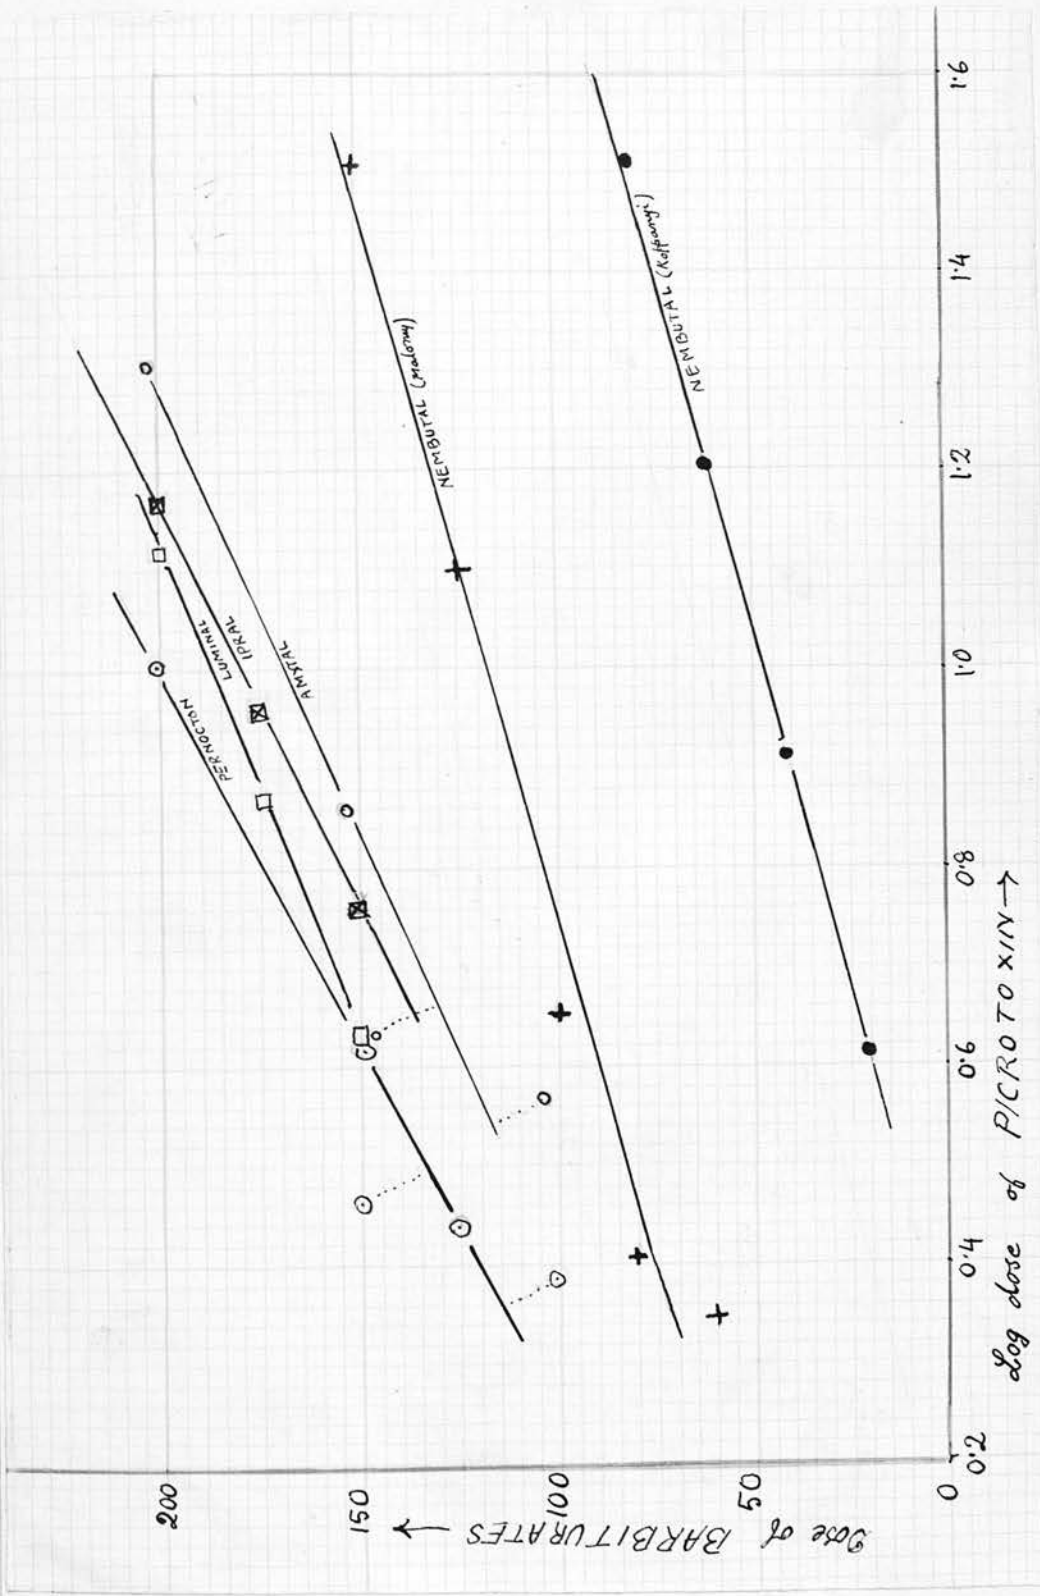 Dose of BARBITURATES →
200
150
100
50
0
PERNOCTON
LUMINAL
IPRAL
AMYTAL
NEMBUTAL (Maloney)
NEMBUTAL (Koppanyi)
0.2
0.4
0.6
0.8
1.0
1.2
1.4
1.6
Log dose of PICROTOXIN →